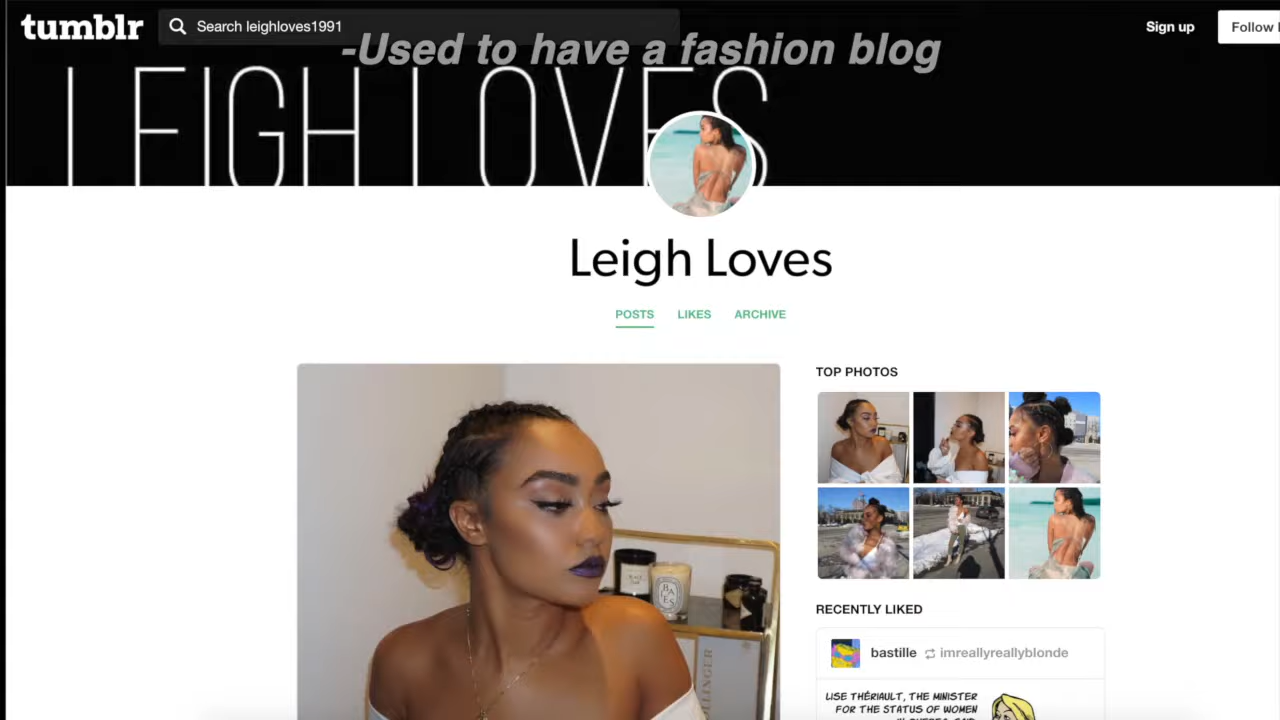 tumblr
Search leighloves1991
Sign up
Follow
-Used to have a fashion blog
LEIGH LOVES
Leigh Loves
POSTS
LIKES
ARCHIVE
TOP PHOTOS
RECENTLY LIKED
bastille imreallyreallyblonde
LISE THÉRIAULT, THE MINISTER
FOR THE STATUS OF WOMEN